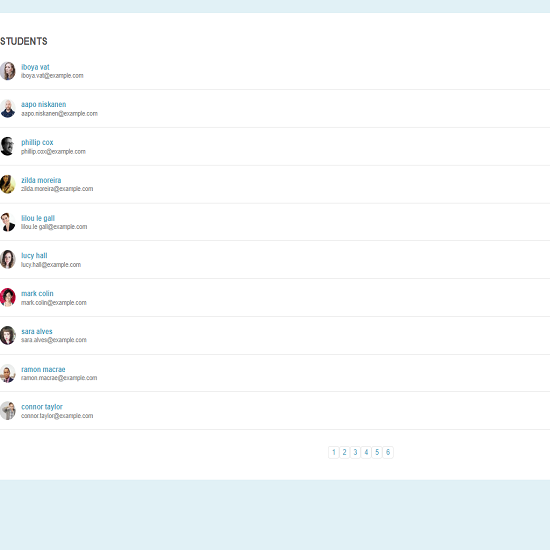 STUDENTS
iboya vat
iboya.vat@example.com
aapo niskanen
aapo.niskanen@example.com
phillip cox
phillip.cox@example.com
zilda moreira
zilda.moreira@example.com
lilou le gall
lilou.le gall@example.com
lucy hall
lucy.hall@example.com
mark colin
mark.colin@example.com
sara alves
sara.alves@example.com
ramon macrae
ramon.macrae@example.com
connor taylor
connor.taylor@example.com
1 2 3 4 5 6